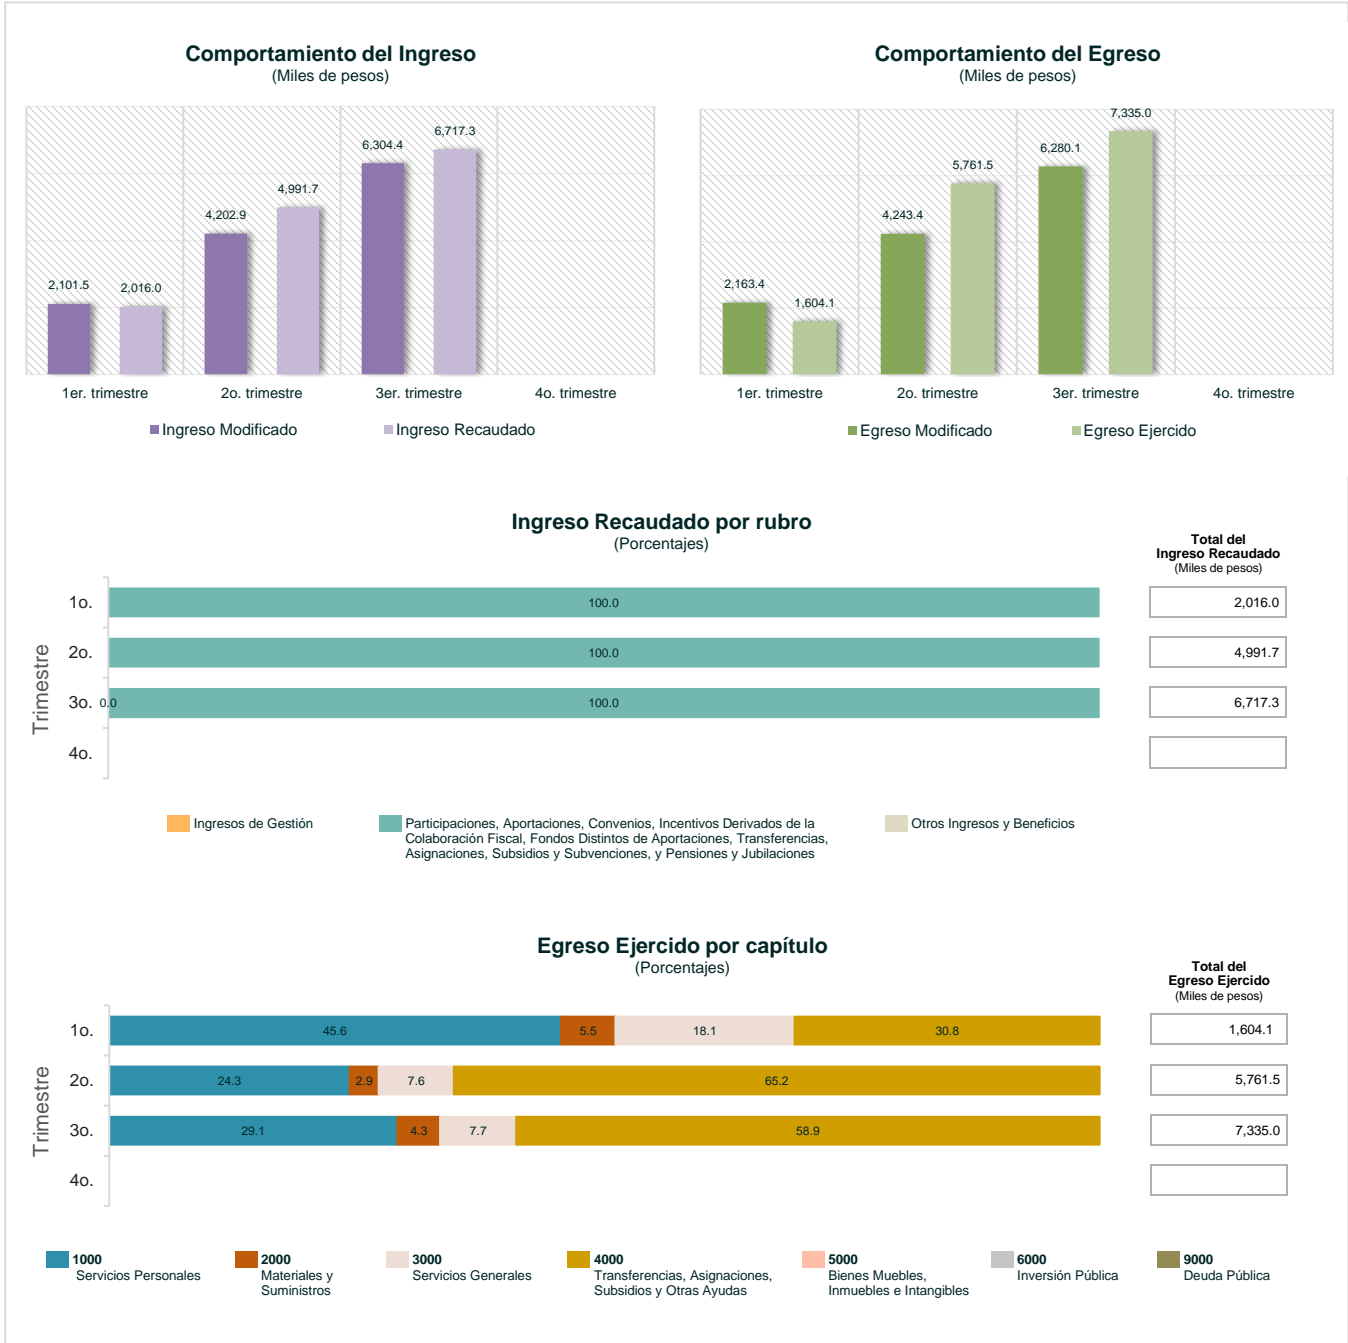 Comportamiento del Ingreso
(Miles de pesos)
2,101.5
2,016.0
4,202.9
4,991.7
6,304.4
6,717.3
1er. trimestre
2o. trimestre
3er. trimestre
4o. trimestre
Ingreso Modificado
Ingreso Recaudado
Comportamiento del Egreso
(Miles de pesos)
2,163.4
1,604.1
4,243.4
5,761.5
6,280.1
7,335.0
1er. trimestre
2o. trimestre
3er. trimestre
4o. trimestre
Egreso Modificado
Egreso Ejercido
Ingreso Recaudado por rubro
(Porcentajes)
Total del
Ingreso Recaudado
(Miles de pesos)
Trimestre
1o.
100.0
2,016.0
2o.
100.0
4,991.7
3o.
0.0
100.0
6,717.3
4o.
Ingresos de Gestión
Participaciones, Aportaciones, Convenios, Incentivos Derivados de la
Colaboración Fiscal, Fondos Distintos de Aportaciones, Transferencias,
Asignaciones, Subsidios y Subvenciones, y Pensiones y Jubilaciones
Otros Ingresos y Beneficios
Egreso Ejercido por capítulo
(Porcentajes)
Total del
Egreso Ejercido
(Miles de pesos)
Trimestre
1o.
45.6
5.5
18.1
30.8
1,604.1
2o.
24.3
2.9
7.6
65.2
5,761.5
3o.
29.1
4.3
7.7
58.9
7,335.0
4o.
1000
Servicios Personales
2000
Materiales y
Suministros
3000
Servicios Generales
4000
Transferencias, Asignaciones,
Subsidios y Otras Ayudas
5000
Bienes Muebles,
Inmuebles e Intangibles
6000
Inversión Pública
9000
Deuda Pública